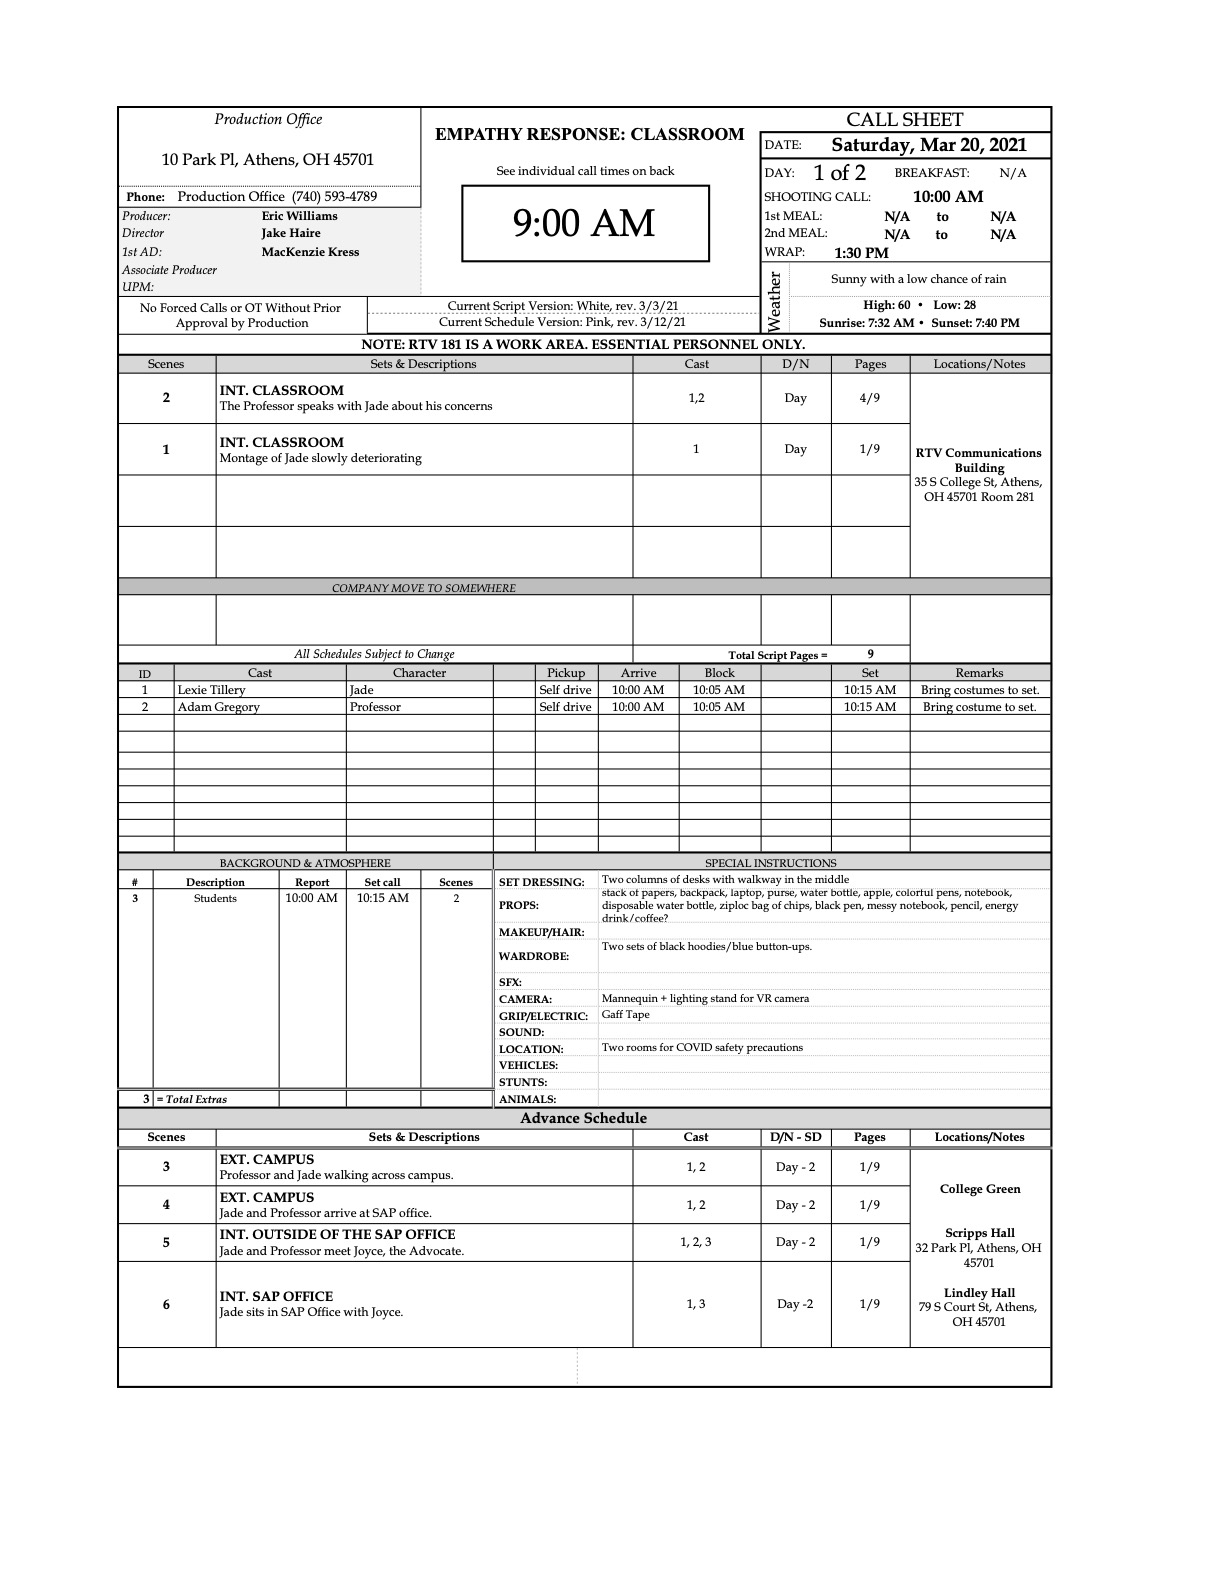 Production Office
10 Park Pl, Athens, OH 45701
Phone: Production Office (740) 593-4789
Producer: Eric Williams
Director Jake Haire
1st AD: MacKenzie Kress
Associate Producer
UPM:
No Forced Calls or OT Without Prior
Approval by Production
EMPATHY RESPONSE: CLASSROOM
See individual call times on back
9:00 AM
Current Script Version: White, rev. 3/3/21
Current Schedule Version: Pink, rev. 3/12/21
CALL SHEET
DATE: Saturday, Mar 20, 2021
DAY: 1 of 2 BREAKFAST: N/A
SHOOTING CALL: 10:00 AM
1st MEAL: N/A to N/A
2nd MEAL: N/A to N/A
WRAP: 1:30 PM
Weather
Sunny with a low chance of rain
High: 60 • Low: 28
Sunrise: 7:32 AM • Sunset: 7:40 PM
NOTE: RTV 181 IS A WORK AREA. ESSENTIAL PERSONNEL ONLY.
Scenes Sets & Descriptions Cast D/N Pages Locations/Notes
2 INT. CLASSROOM 1,2 Day 4/9
The Professor speaks with Jade about his concerns
1 INT. CLASSROOM 1 Day 1/9
Montage of Jade slowly deteriorating
RTV Communications
Building
35 S College St, Athens,
OH 45701 Room 281
COMPANY MOVE TO SOMEWHERE
All Schedules Subject to Change Total Script Pages = 9
ID Cast Character Pickup Arrive Block Set Remarks
1 Lexie Tillery Jade Self drive 10:00 AM 10:05 AM 10:15 AM Bring costumes to set.
2 Adam Gregory Professor Self drive 10:00 AM 10:05 AM 10:15 AM Bring costume to set.
BACKGROUND & ATMOSPHERE
# Description Report Set call Scenes
3 Students 10:00 AM 10:15 AM 2
3 = Total Extras
SPECIAL INSTRUCTIONS
SET DRESSING: Two columns of desks with walkway in the middle
PROPS: stack of papers, backpack, laptop, purse, water bottle, apple, colorful pens, notebook,
disposable water bottle, ziploc bag of chips, black pen, messy notebook, pencil, energy
drink/coffee?
MAKEUP/HAIR:
WARDROBE: Two sets of black hoodies/blue button-ups.
SFX:
CAMERA: Mannequin + lighting stand for VR camera
GRIP/ELECTRIC: Gaff Tape
SOUND:
LOCATION: Two rooms for COVID safety precautions
VEHICLES:
STUNTS:
ANIMALS:
Advance Schedule
Scenes Sets & Descriptions Cast D/N - SD Pages Locations/Notes
3 EXT. CAMPUS 1, 2 Day - 2 1/9
Professor and Jade walking across campus.
4 EXT. CAMPUS 1, 2 Day - 2 1/9
Jade and Professor arrive at SAP office.
5 INT. OUTSIDE OF THE SAP OFFICE 1, 2, 3 Day - 2 1/9
Jade and Professor meet Joyce, the Advocate.
6 INT. SAP OFFICE 1, 3 Day -2 1/9
Jade sits in SAP Office with Joyce.
College Green
Scripps Hall
32 Park Pl, Athens, OH
45701
Lindley Hall
79 S Court St, Athens,
OH 45701